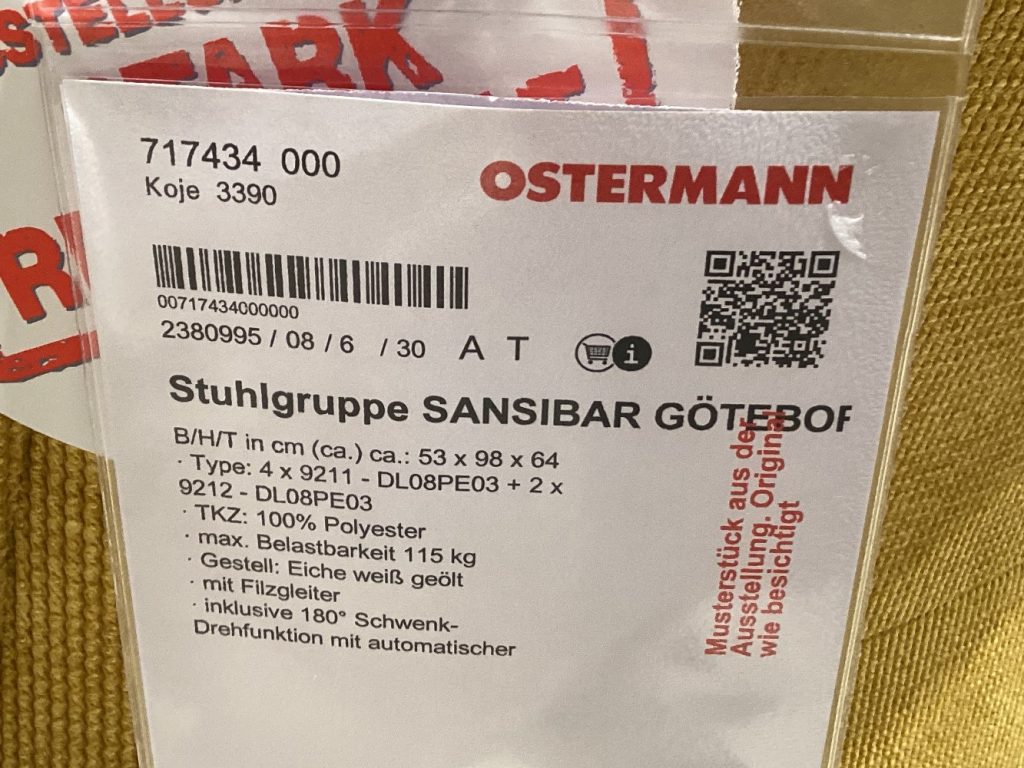 717434 000
Koje 3390
OSTERMANN
00717434000000
2380995 / 08 / 6 / 30 A T
i
Stuhlgruppe SANSIBAR GÖTEBOR
B/H/T in cm (ca.) ca.: 53 x 98 x 64
· Type: 4 x 9211 - DL08PE03 + 2 x
9212 - DL08PE03
· TKZ: 100% Polyester
· max. Belastbarkeit 115 kg
· Gestell: Eiche weiß geölt
· mit Filzgleiter
· inklusive 180° Schwenk-
Drehfunktion mit automatischer
Musterstück aus der
Ausstellung. Original
wie besichtigt